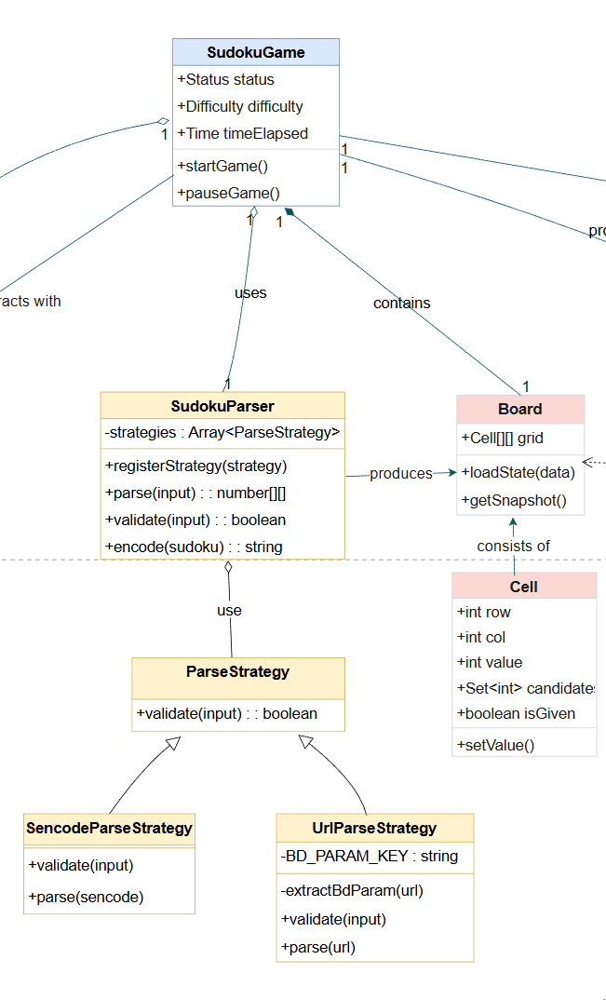 SudokuGame
+Status status
+Difficulty difficulty
+Time timeElapsed
+startGame()
+pauseGame()
1
1
1
1
1
racts with
uses
contains
pro
1
1
SudokuParser
-strategies : Array<ParseStrategy>
+registerStrategy(strategy)
+parse(input) : : number[][]
+validate(input) : : boolean
+encode(sudoku) : : string
produces
Board
+Cell[][] grid
+loadState(data)
+getSnapshot()
consists of
Cell
+int row
+int col
+int value
+Set<int> candidates
+boolean isGiven
+setValue()
use
ParseStrategy
+validate(input) : : boolean
SencodeParseStrategy
+validate(input)
+parse(sencode)
UrlParseStrategy
-BD_PARAM_KEY : string
-extractBdParam(url)
+validate(input)
+parse(url)